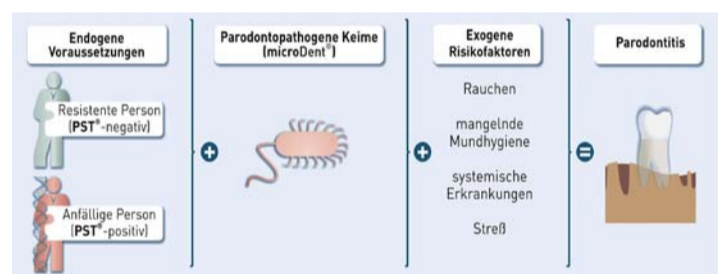 Endogene
Voraussetzungen
Resistente Person
(PST®-negativ)
Anfällige Person
(PST®-positiv)
+
Parodontopathogene Keime
(microDent®)
+
Exogene
Risikofaktoren
Rauchen
mangelnde
Mundhygiene
systemische
Erkrankungen
Streß
=
Parodontitis